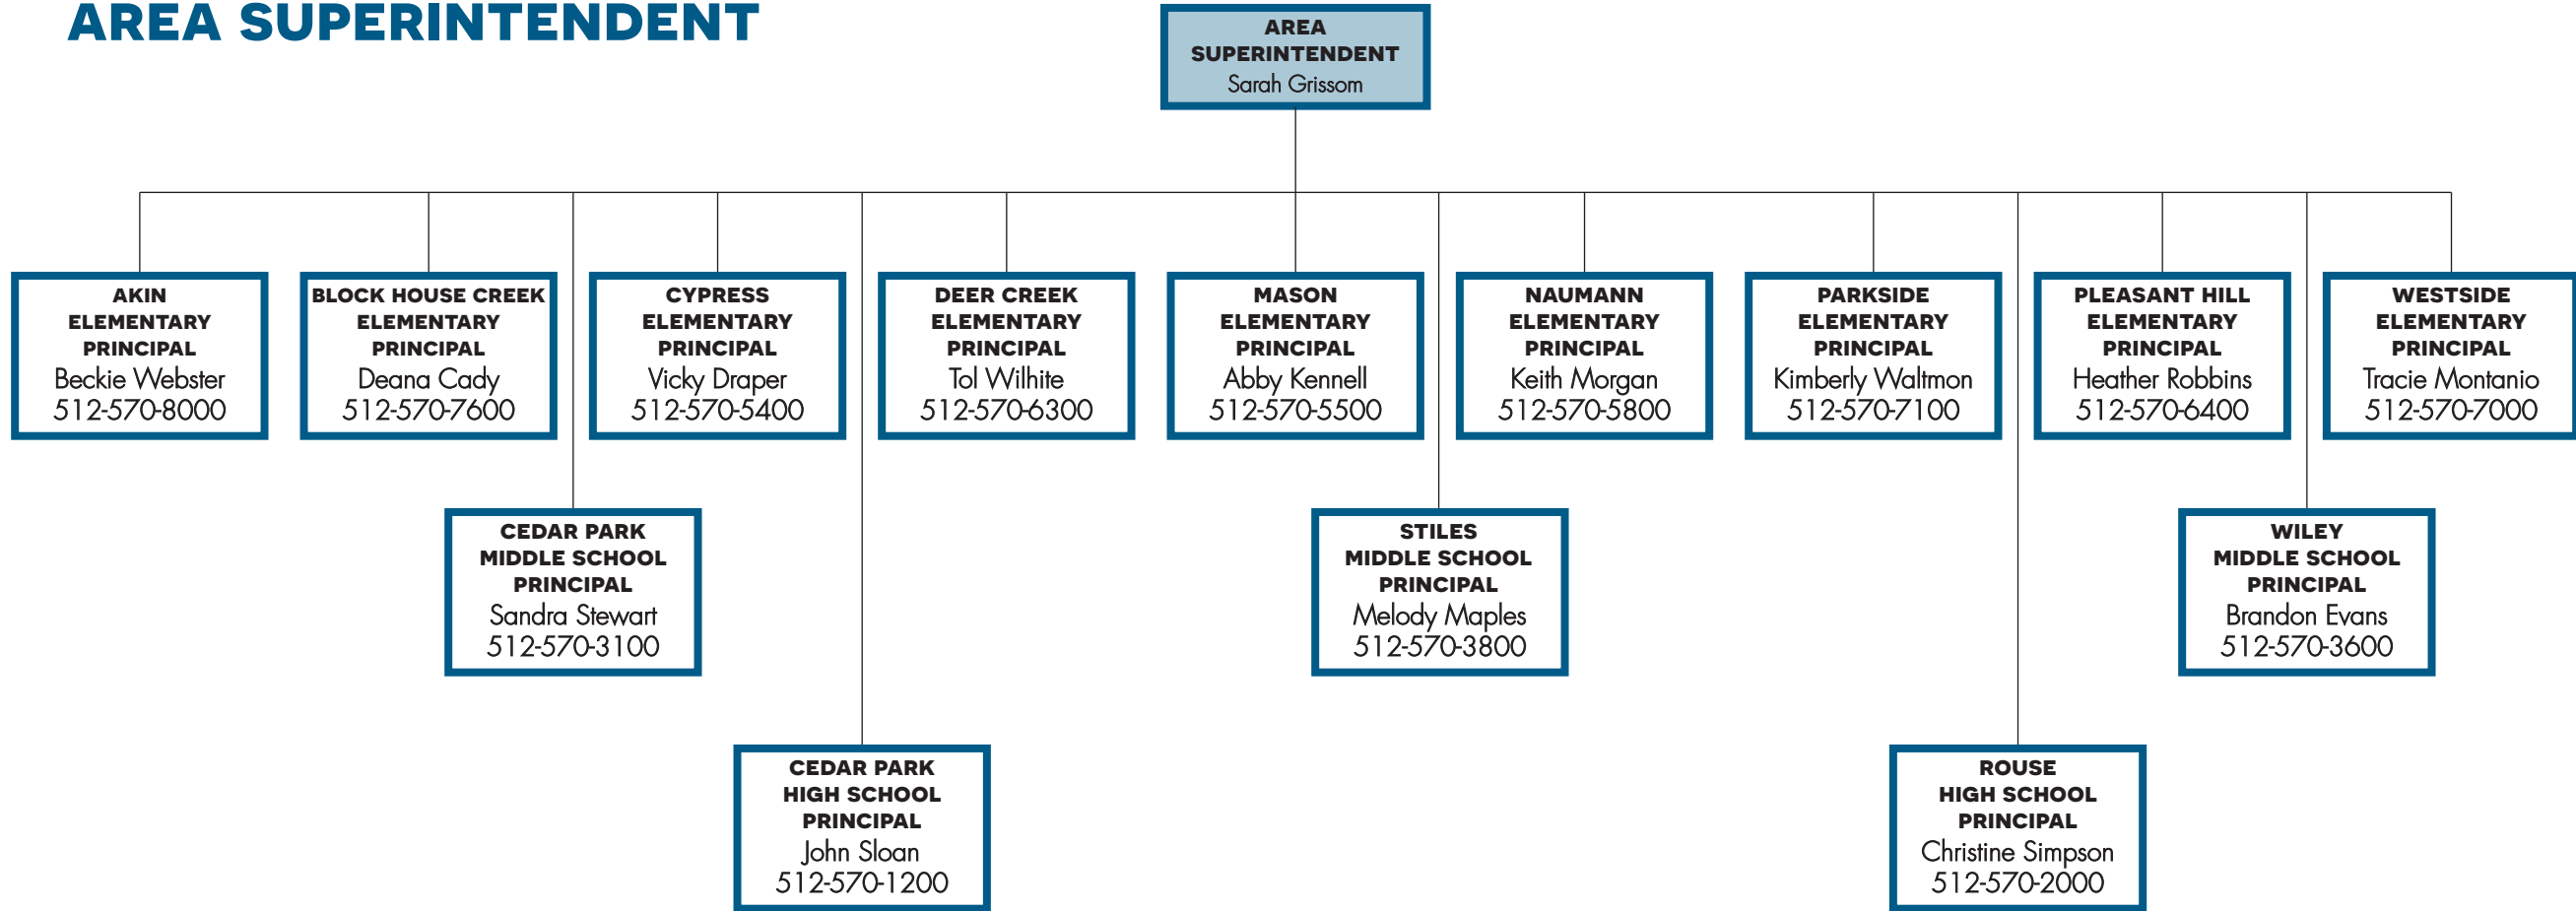 AREA SUPERINTENDENT
AREA
SUPERINTENDENT
Sarah Grissom
AKIN
ELEMENTARY
PRINCIPAL
Beckie Webster
512-570-8000
BLOCK HOUSE CREEK
ELEMENTARY
PRINCIPAL
Deana Cady
512-570-7600
CYPRESS
ELEMENTARY
PRINCIPAL
Vicky Draper
512-570-5400
DEER CREEK
ELEMENTARY
PRINCIPAL
Tol Wilhite
512-570-6300
MASON
ELEMENTARY
PRINCIPAL
Abby Kennell
512-570-5500
NAUMANN
ELEMENTARY
PRINCIPAL
Keith Morgan
512-570-5800
PARKSIDE
ELEMENTARY
PRINCIPAL
Kimberly Waltmon
512-570-7100
PLEASANT HILL
ELEMENTARY
PRINCIPAL
Heather Robbins
512-570-6400
WESTSIDE
ELEMENTARY
PRINCIPAL
Tracie Montanio
512-570-7000
CEDAR PARK
MIDDLE SCHOOL
PRINCIPAL
Sandra Stewart
512-570-3100
STILES
MIDDLE SCHOOL
PRINCIPAL
Melody Maples
512-570-3800
WILEY
MIDDLE SCHOOL
PRINCIPAL
Brandon Evans
512-570-3600
CEDAR PARK
HIGH SCHOOL
PRINCIPAL
John Sloan
512-570-1200
ROUSE
HIGH SCHOOL
PRINCIPAL
Christine Simpson
512-570-2000